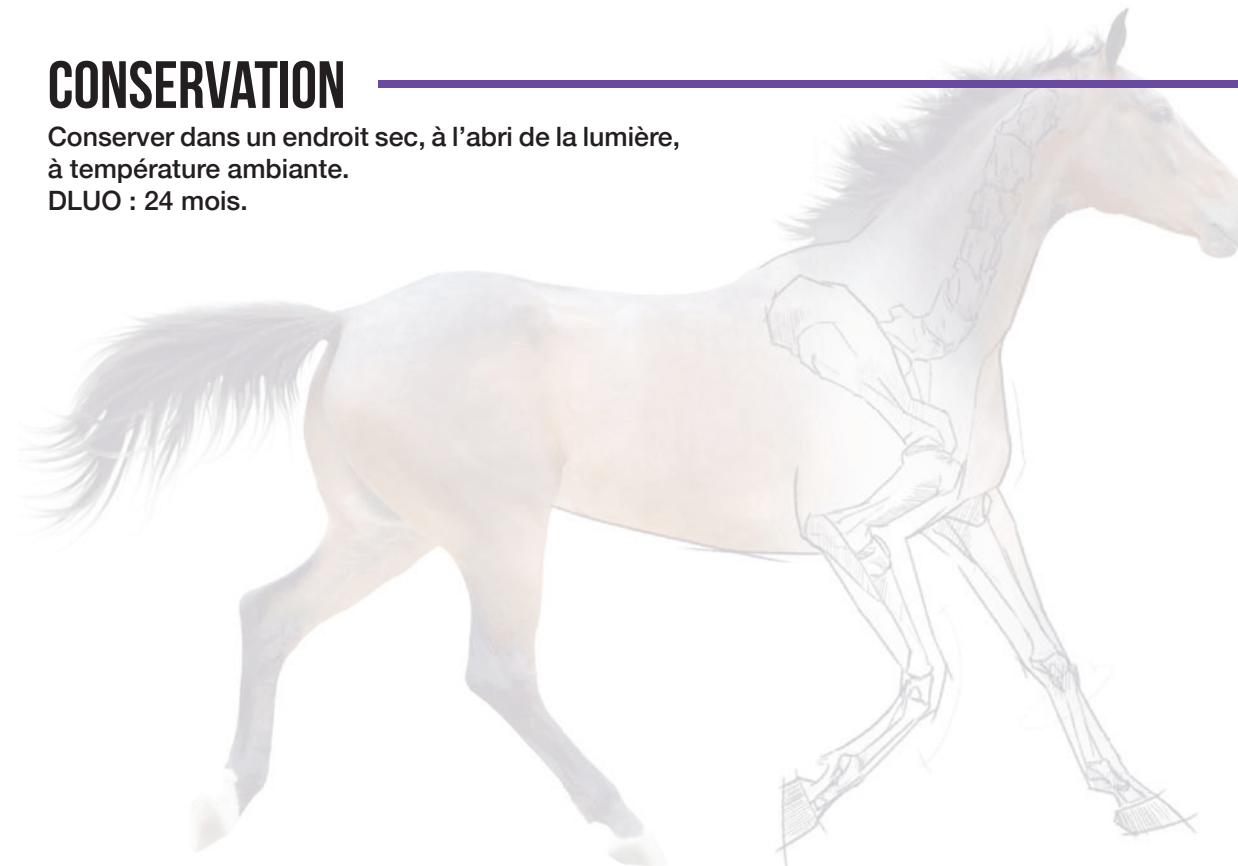 CONSERVATION
Conserver dans un endroit sec, à l’abri de la lumière,
à température ambiante.
DLUO : 24 mois.